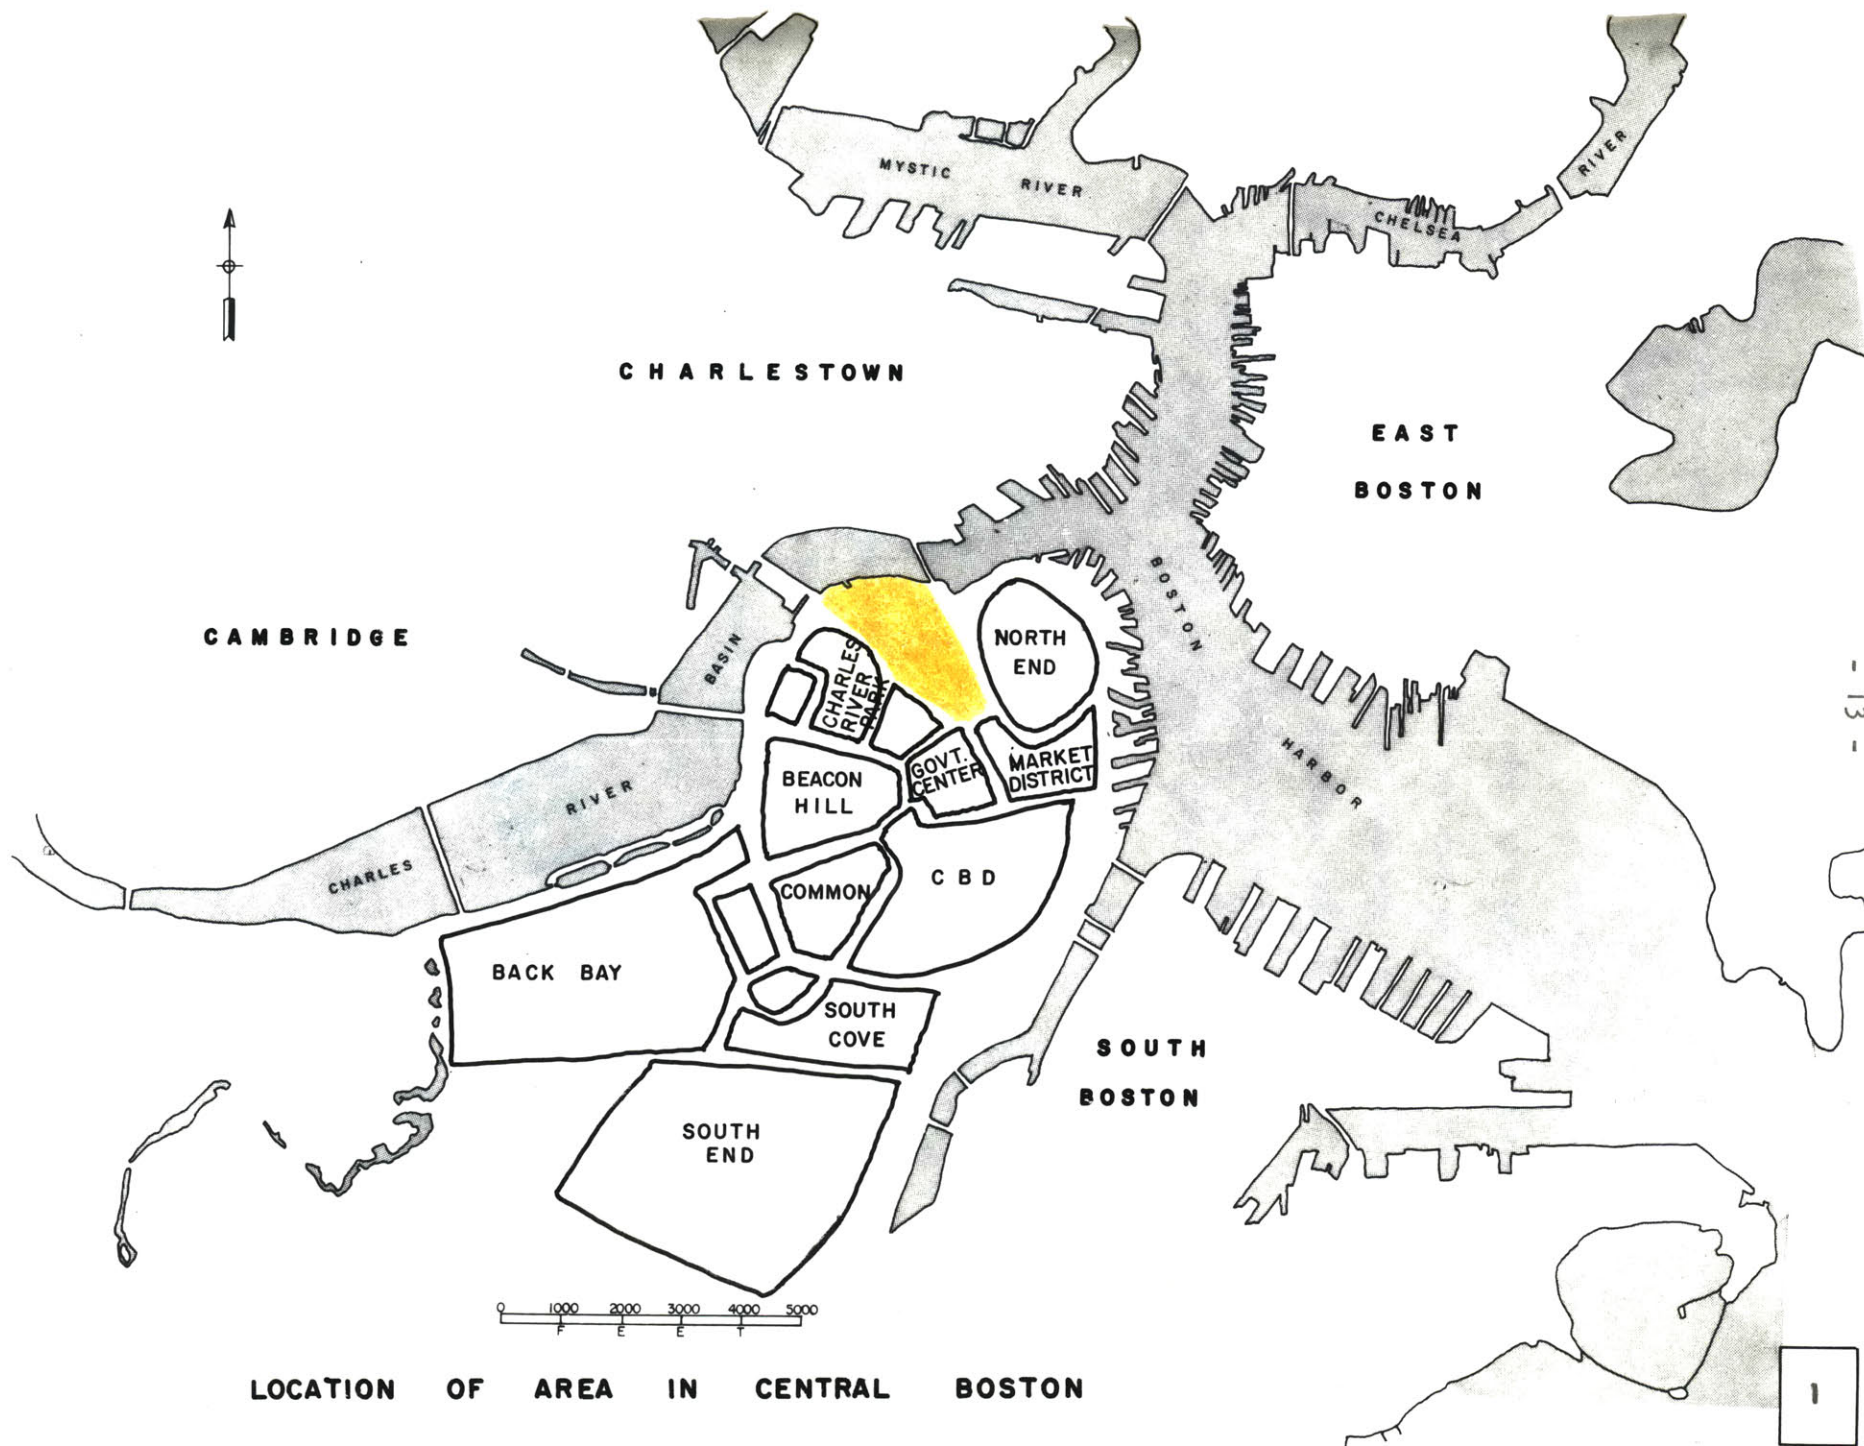 MYSTIC RIVER
RIVER
CHELSEA
CHARLESTOWN
EAST
BOSTON
CAMBRIDGE
BASIN
BOSTON
HARBOR
NORTH
END
CHARLES
RIVER
PARK
GOVT.
CENTER
MARKET
DISTRICT
BEACON
HILL
RIVER
CHARLES
COMMON
CBD
BACK BAY
SOUTH
COVE
SOUTH
BOSTON
SOUTH
END
0 1000 2000 3000 4000 5000
FEET
LOCATION OF AREA IN CENTRAL BOSTON
- 13 -
1